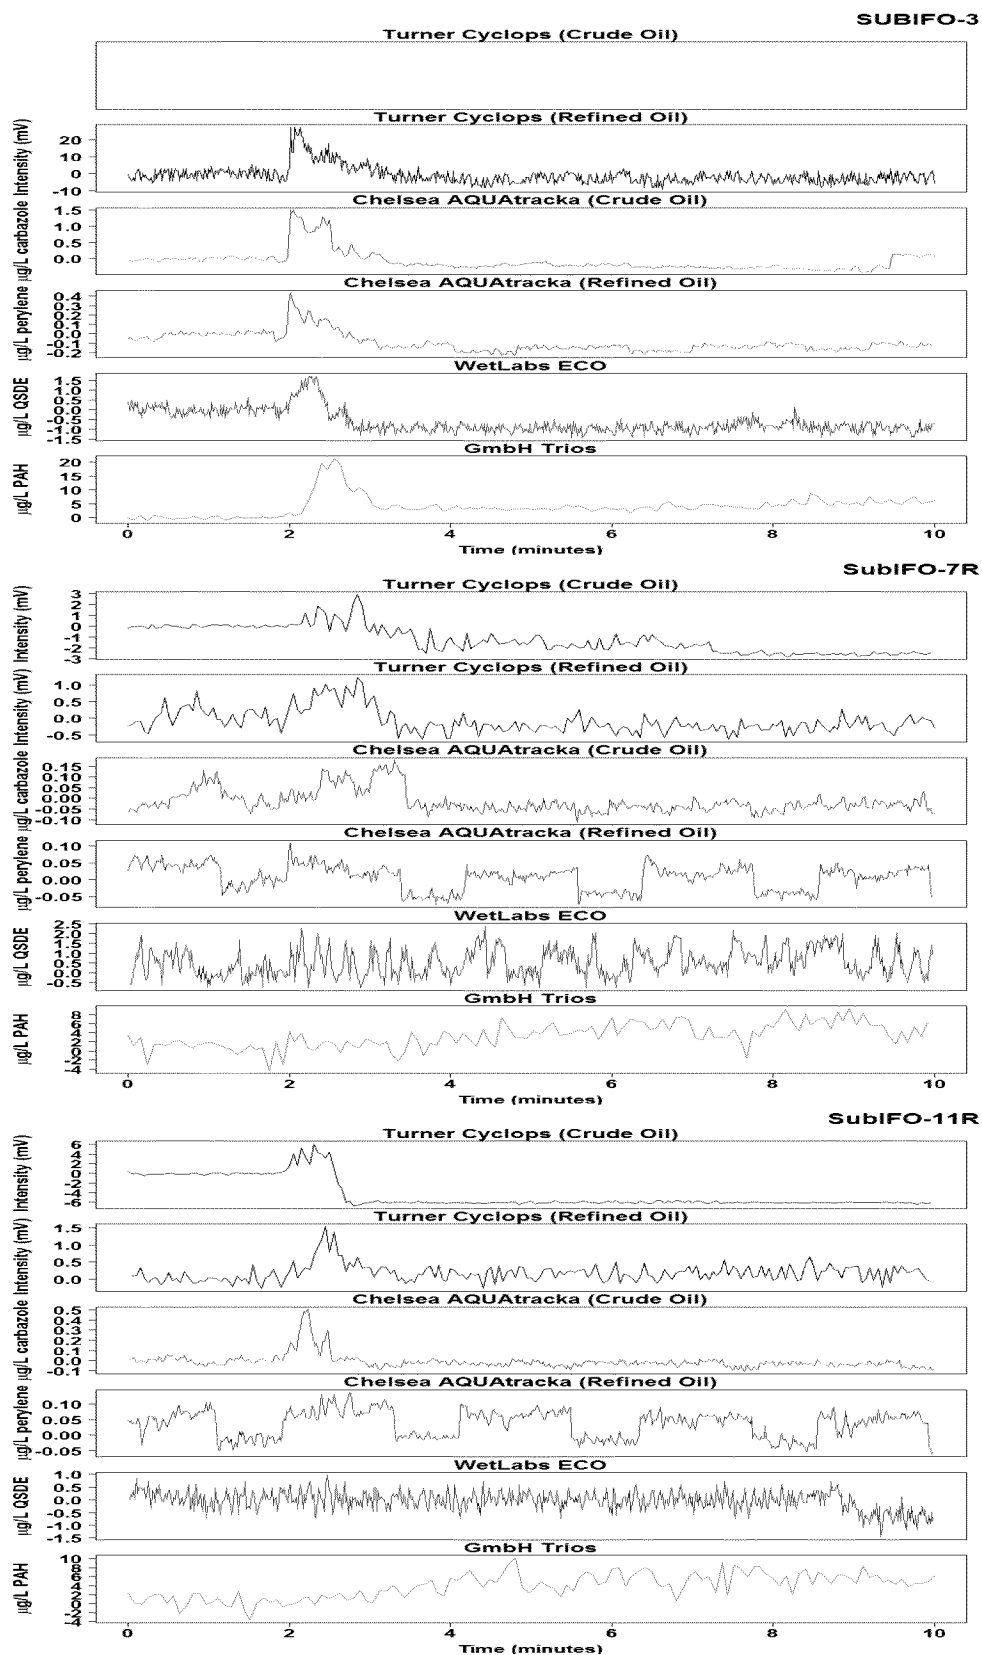 SUBIFO-3
Turner Cyclops (Crude Oil)
Turner Cyclops (Refined Oil)
Intensity (mV)
20
10
0
-10
Chelsea AQUAtracka (Crude Oil)
µg/L carbazole
1.5
1.0
0.5
0.0
Chelsea AQUAtracka (Refined Oil)
µg/L perylene
0.4
0.3
0.2
0.1
0.0
-0.1
-0.2
WetLabs ECO
µg/L QSDE
1.5
1.0
0.5
0.0
-0.5
-1.0
-1.5
GmbH Trios
µg/L PAH
20
15
10
5
0
0 2 4 6 8 10
Time (minutes)
SubIFO-7R
Turner Cyclops (Crude Oil)
Intensity (mV)
3
2
1
0
-2
-3
Turner Cyclops (Refined Oil)
Intensity (mV)
1.0
0.5
0.0
-0.5
Chelsea AQUAtracka (Crude Oil)
µg/L carbazole
0.15
0.10
0.05
0.00
-0.05
-0.10
Chelsea AQUAtracka (Refined Oil)
µg/L perylene
0.10
0.05
0.00
-0.05
WetLabs ECO
µg/L QSDE
2.5
2.0
1.5
1.0
0.5
0.0
-0.5
GmbH Trios
µg/L PAH
8
6
4
2
0
-2
-4
0 2 4 6 8 10
Time (minutes)
SubIFO-11R
Turner Cyclops (Crude Oil)
Intensity (mV)
6
4
2
0
-4
-6
Turner Cyclops (Refined Oil)
Intensity (mV)
1.5
1.0
0.5
0.0
Chelsea AQUAtracka (Crude Oil)
µg/L carbazole
0.5
0.4
0.3
0.2
0.1
0.0
-0.1
Chelsea AQUAtracka (Refined Oil)
µg/L perylene
0.10
0.05
0.00
-0.05
WetLabs ECO
µg/L QSDE
1.0
0.5
0.0
-0.5
-1.0
-1.5
GmbH Trios
µg/L PAH
10
8
6
4
2
0
-2
-4
0 2 4 6 8 10
Time (minutes)